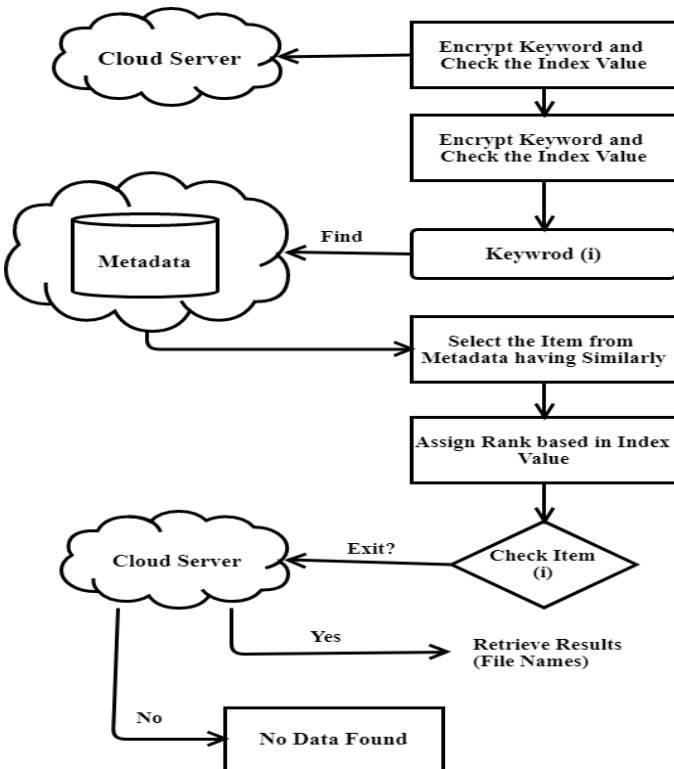 Cloud Server
Encrypt Keyword and
Check the Index Value
Encrypt Keyword and
Check the Index Value
Find
Keywrod (i)
Metadata
Select the Item from
Metadata having Similarly
Assign Rank based in Index
Value
Exit?
Check Item
(i)
Cloud Server
Yes
Retrieve Results
(File Names)
No
No Data Found